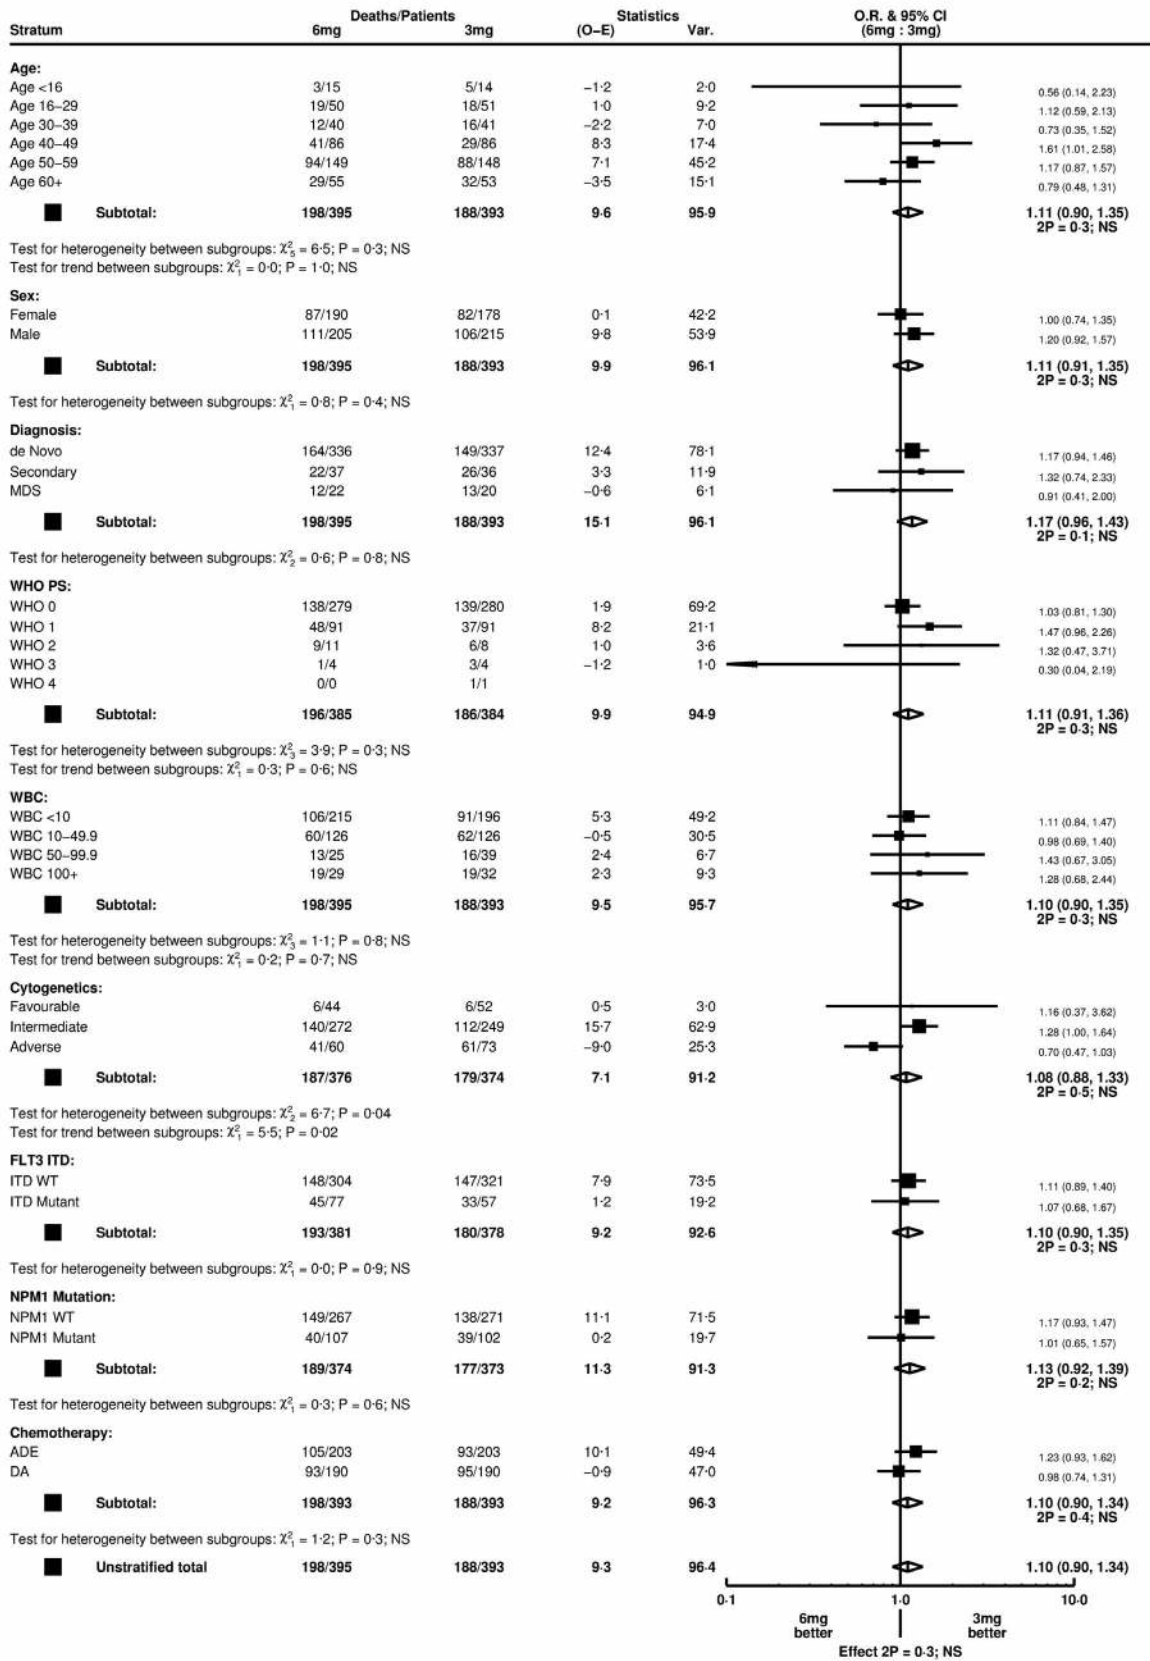 Deaths/Patients Statistics O.R. & 95% CI
Stratum 6mg 3mg (O–E) Var. (6mg : 3mg)
Age:
Age <16 3/15 5/14 −1·2 2·0 0.56 (0.14, 2.23)
Age 16–29 19/50 18/51 1·0 9·2 1.12 (0.59, 2.13)
Age 30–39 12/40 16/41 −2·2 7·0 0.73 (0.35, 1.52)
Age 40–49 41/86 29/86 8·3 17·4 1.61 (1.01, 2.58)
Age 50–59 94/149 88/148 7·1 45·2 1.17 (0.87, 1.57)
Age 60+ 29/55 32/53 −3·5 15·1 0.79 (0.48, 1.31)
Subtotal: 198/395 188/393 9·6 95·9 1.11 (0.90, 1.35)
2P = 0·3; NS
Test for heterogeneity between subgroups: χ²₅ = 6·5; P = 0·3; NS
Test for trend between subgroups: χ²₁ = 0·0; P = 1·0; NS
Sex:
Female 87/190 82/178 0·1 42·2 1.00 (0.74, 1.35)
Male 111/205 106/215 9·8 53·9 1.20 (0.92, 1.57)
Subtotal: 198/395 188/393 9·9 96·1 1.11 (0.91, 1.35)
2P = 0·3; NS
Test for heterogeneity between subgroups: χ²₁ = 0·8; P = 0·4; NS
Diagnosis:
de Novo 164/336 149/337 12·4 78·1 1.17 (0.94, 1.46)
Secondary 22/37 26/36 3·3 11·9 1.32 (0.74, 2.33)
MDS 12/22 13/20 −0·6 6·1 0.91 (0.41, 2.00)
Subtotal: 198/395 188/393 15·1 96·1 1.17 (0.96, 1.43)
2P = 0·1; NS
Test for heterogeneity between subgroups: χ²₂ = 0·6; P = 0·8; NS
WHO PS:
WHO 0 138/279 139/280 1·9 69·2 1.03 (0.81, 1.30)
WHO 1 48/91 37/91 8·2 21·1 1.47 (0.96, 2.26)
WHO 2 9/11 6/8 1·0 3·6 1.32 (0.47, 3.71)
WHO 3 1/4 3/4 −1·2 1·0 0.30 (0.04, 2.19)
WHO 4 0/0 1/1
Subtotal: 196/385 186/384 9·9 94·9 1.11 (0.91, 1.36)
2P = 0·3; NS
Test for heterogeneity between subgroups: χ²₃ = 3·9; P = 0·3; NS
Test for trend between subgroups: χ²₁ = 0·3; P = 0·6; NS
WBC:
WBC <10 106/215 91/196 5·3 49·2 1.11 (0.84, 1.47)
WBC 10–49.9 60/126 62/126 −0·5 30·5 0.98 (0.69, 1.40)
WBC 50–99.9 13/25 16/39 2·4 6·7 1.43 (0.67, 3.05)
WBC 100+ 19/29 19/32 2·3 9·3 1.28 (0.68, 2.44)
Subtotal: 198/395 188/393 9·5 95·7 1.10 (0.90, 1.35)
2P = 0·3; NS
Test for heterogeneity between subgroups: χ²₃ = 1·1; P = 0·8; NS
Test for trend between subgroups: χ²₁ = 0·2; P = 0·7; NS
Cytogenetics:
Favourable 6/44 6/52 0·5 3·0 1.16 (0.37, 3.62)
Intermediate 140/272 112/249 15·7 62·9 1.28 (1.00, 1.64)
Adverse 41/60 61/73 −9·0 25·3 0.70 (0.47, 1.03)
Subtotal: 187/376 179/374 7·1 91·2 1.08 (0.88, 1.33)
2P = 0·5; NS
Test for heterogeneity between subgroups: χ²₂ = 6·7; P = 0·04
Test for trend between subgroups: χ²₁ = 5·5; P = 0·02
FLT3 ITD:
ITD WT 148/304 147/321 7·9 73·5 1.11 (0.89, 1.40)
ITD Mutant 45/77 33/57 1·2 19·2 1.07 (0.68, 1.67)
Subtotal: 193/381 180/378 9·2 92·6 1.10 (0.90, 1.35)
2P = 0·3; NS
Test for heterogeneity between subgroups: χ²₁ = 0·0; P = 0·9; NS
NPM1 Mutation:
NPM1 WT 149/267 138/271 11·1 71·5 1.17 (0.93, 1.47)
NPM1 Mutant 40/107 39/102 0·2 19·7 1.01 (0.65, 1.57)
Subtotal: 189/374 177/373 11·3 91·3 1.13 (0.92, 1.39)
2P = 0·2; NS
Test for heterogeneity between subgroups: χ²₁ = 0·3; P = 0·6; NS
Chemotherapy:
ADE 105/203 93/203 10·1 49·4 1.23 (0.93, 1.62)
DA 93/190 95/190 −0·9 47·0 0.98 (0.74, 1.31)
Subtotal: 198/393 188/393 9·2 96·3 1.10 (0.90, 1.34)
2P = 0·4; NS
Test for heterogeneity between subgroups: χ²₁ = 1·2; P = 0·3; NS
Unstratified total 198/395 188/393 9·3 96·4 1.10 (0.90, 1.34)
0·1 1·0 10·0
6mg 3mg
better better
Effect 2P = 0·3; NS